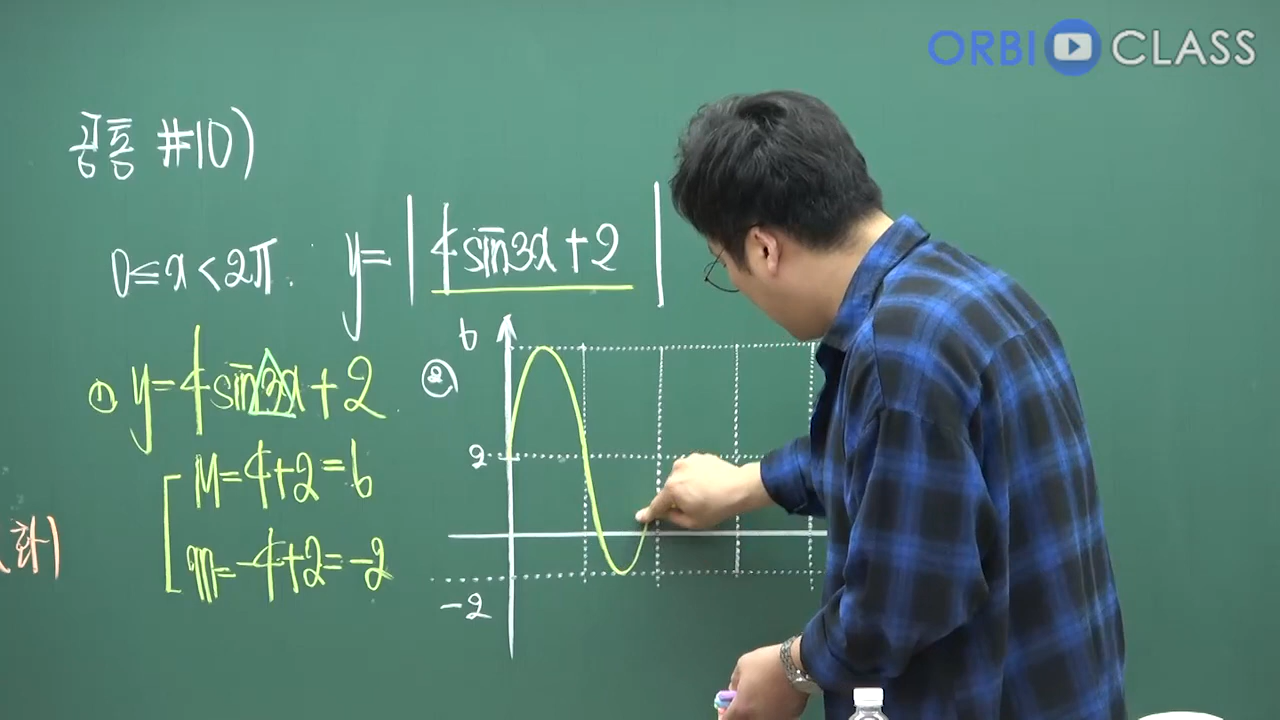 ORBI CLASS
공통 #10)
0≤x<2π. y=|4sin3x+2|
① y=4sin3x+2
M=4+2=6
m=-4+2=-2
②
6
2
-2
화)